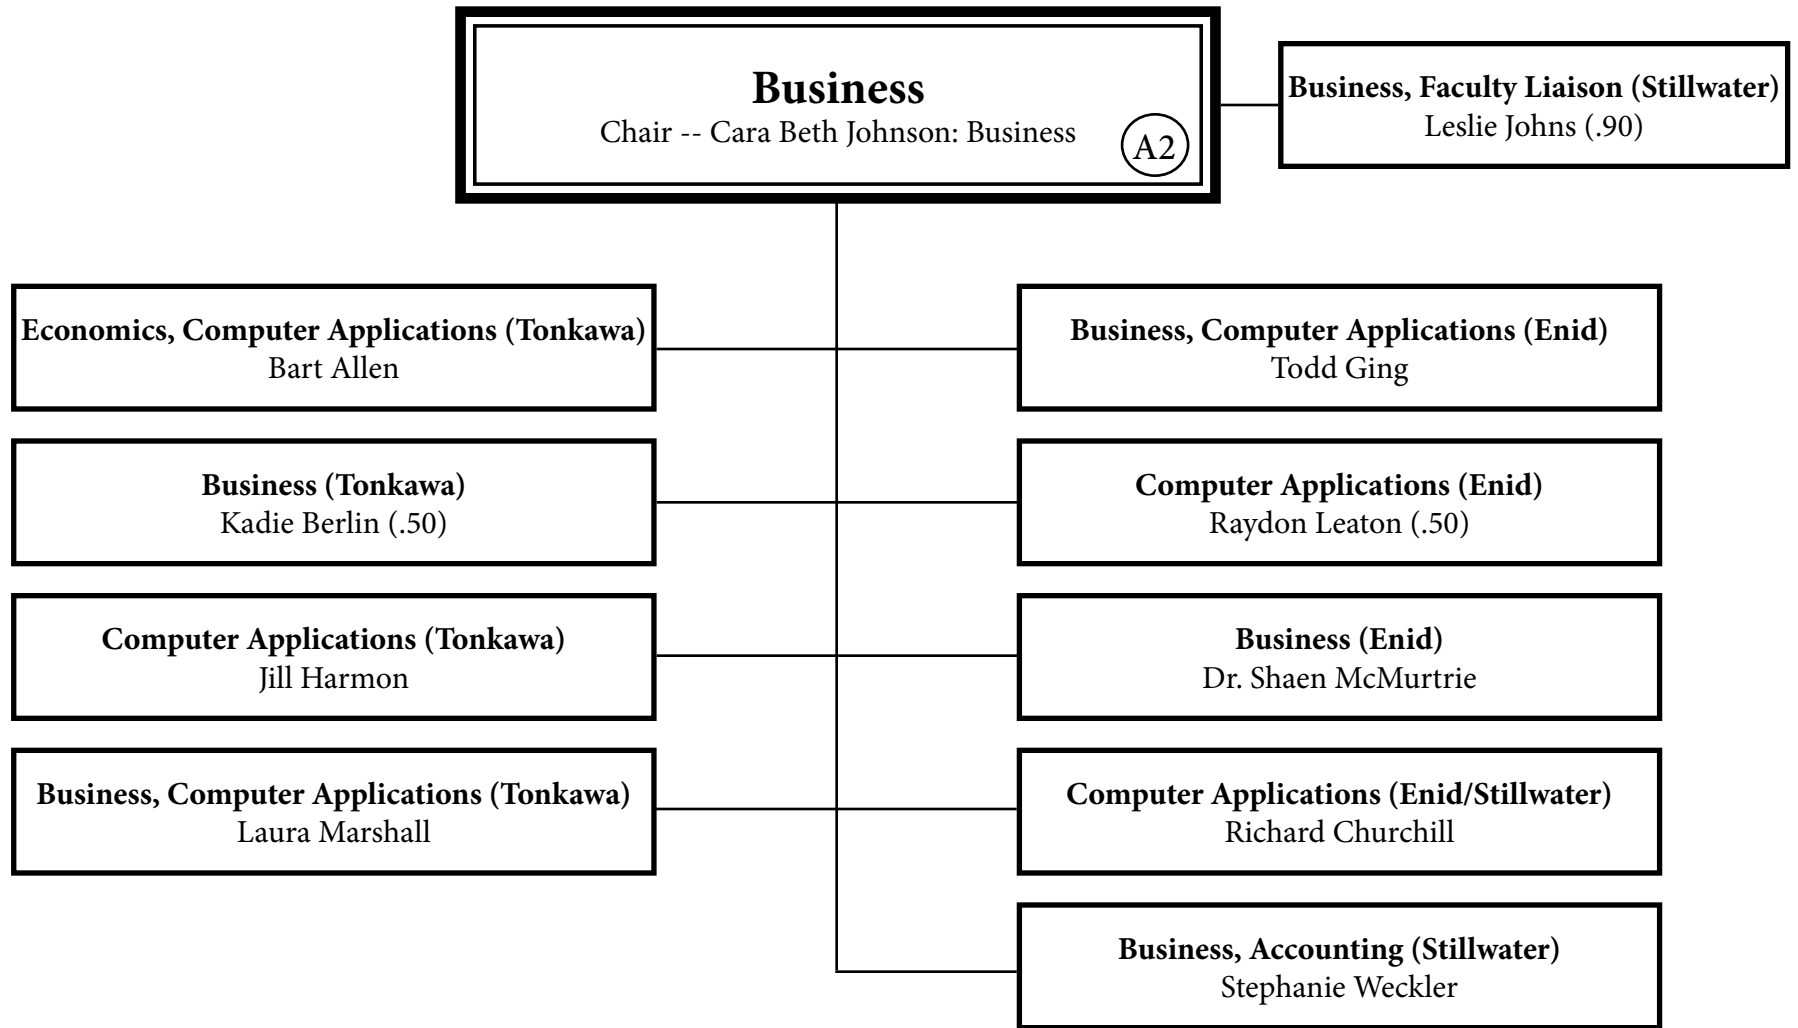 Business
Chair -- Cara Beth Johnson: Business
A2
Business, Faculty Liaison (Stillwater)
Leslie Johns (.90)
Economics, Computer Applications (Tonkawa)
Bart Allen
Business, Computer Applications (Enid)
Todd Ging
Business (Tonkawa)
Kadie Berlin (.50)
Computer Applications (Enid)
Raydon Leaton (.50)
Computer Applications (Tonkawa)
Jill Harmon
Business (Enid)
Dr. Shaen McMurtrie
Business, Computer Applications (Tonkawa)
Laura Marshall
Computer Applications (Enid/Stillwater)
Richard Churchill
Business, Accounting (Stillwater)
Stephanie Weckler